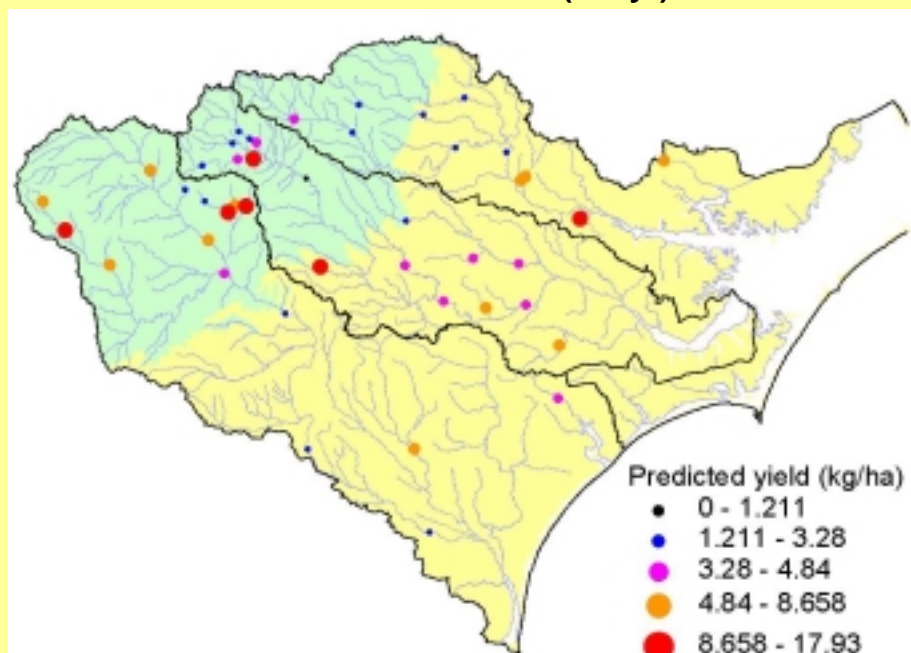 Predicted yield (kg/ha)
0 - 1.211
1.211 - 3.28
3.28 - 4.84
4.84 - 8.658
8.658 - 17.93